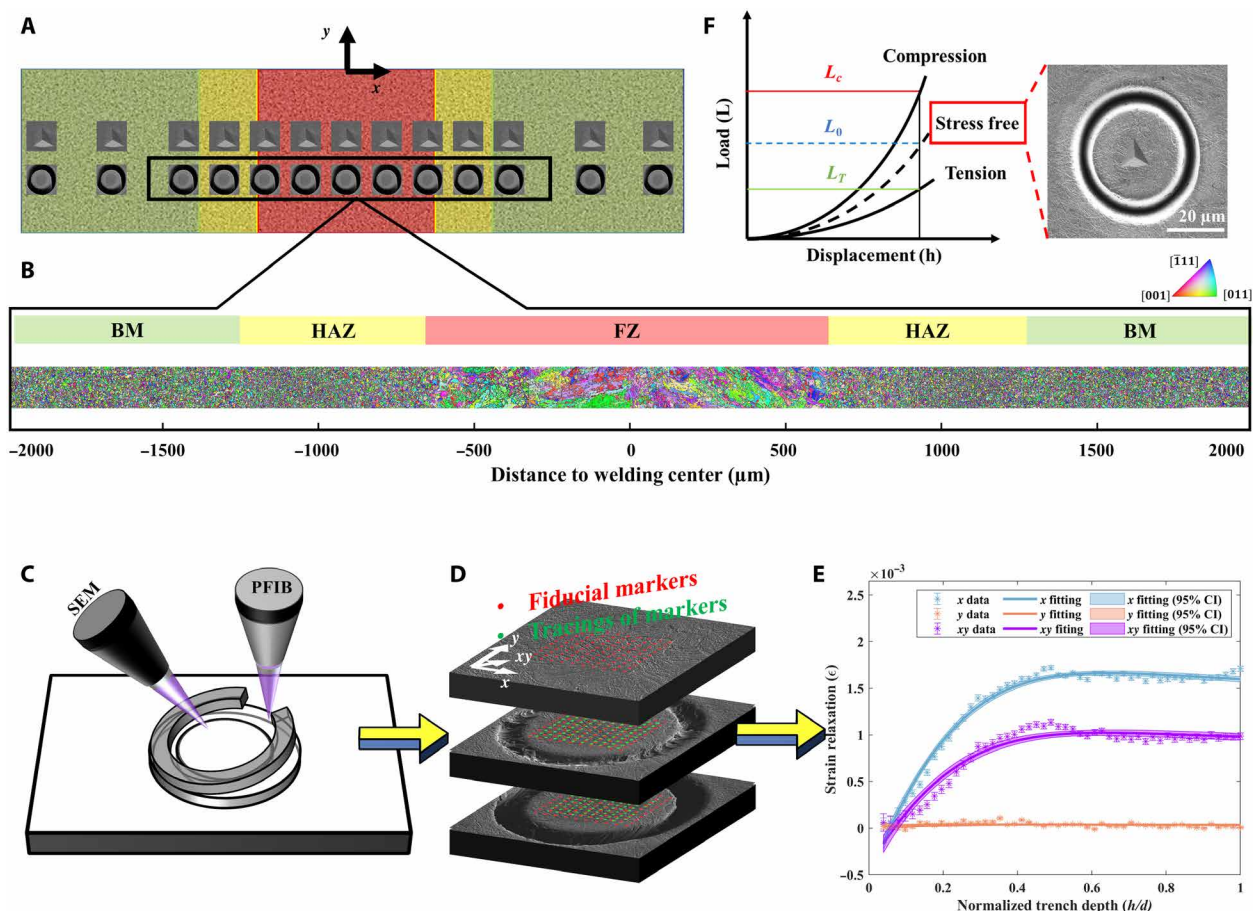 A
y
x
F
Load (L)
L_c
L_0
L_T
Compression
Stress free
Tension
Displacement (h)
20 µm
B
[1̄11]
[001]
[011]
BM
HAZ
FZ
HAZ
BM
−2000
−1500
−1000
−500
0
500
1000
1500
2000
Distance to welding center (µm)
C
SEM
PFIB
D
• Fiducial markers
• Tracings of markers
y
xy
x
E
×10⁻³
2.5
2
1.5
1
0.5
0
−0.5
Strain relaxation (ϵ)
x data
x fitting
x fitting (95% CI)
y data
y fitting
y fitting (95% CI)
xy data
xy fiting
xy fitting (95% CI)
0
0.2
0.4
0.6
0.8
1
Normalized trench depth (h/d)